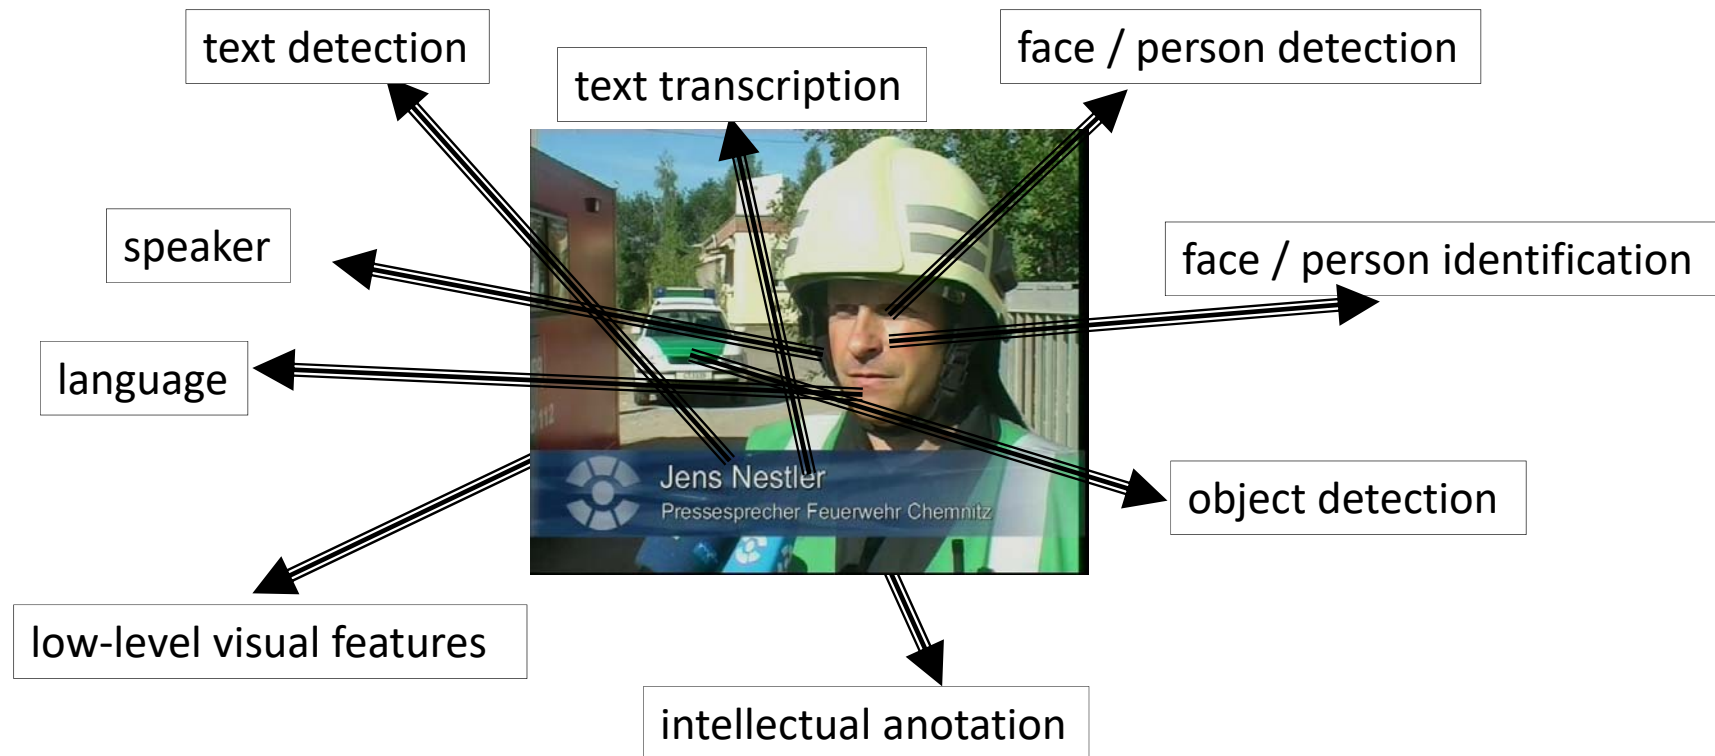 text detection
text transcription
face / person detection
speaker
face / person identification
language
112
Jens Nestler
Pressesprecher Feuerwehr Chemnitz
object detection
low-level visual features
intellectual anotation